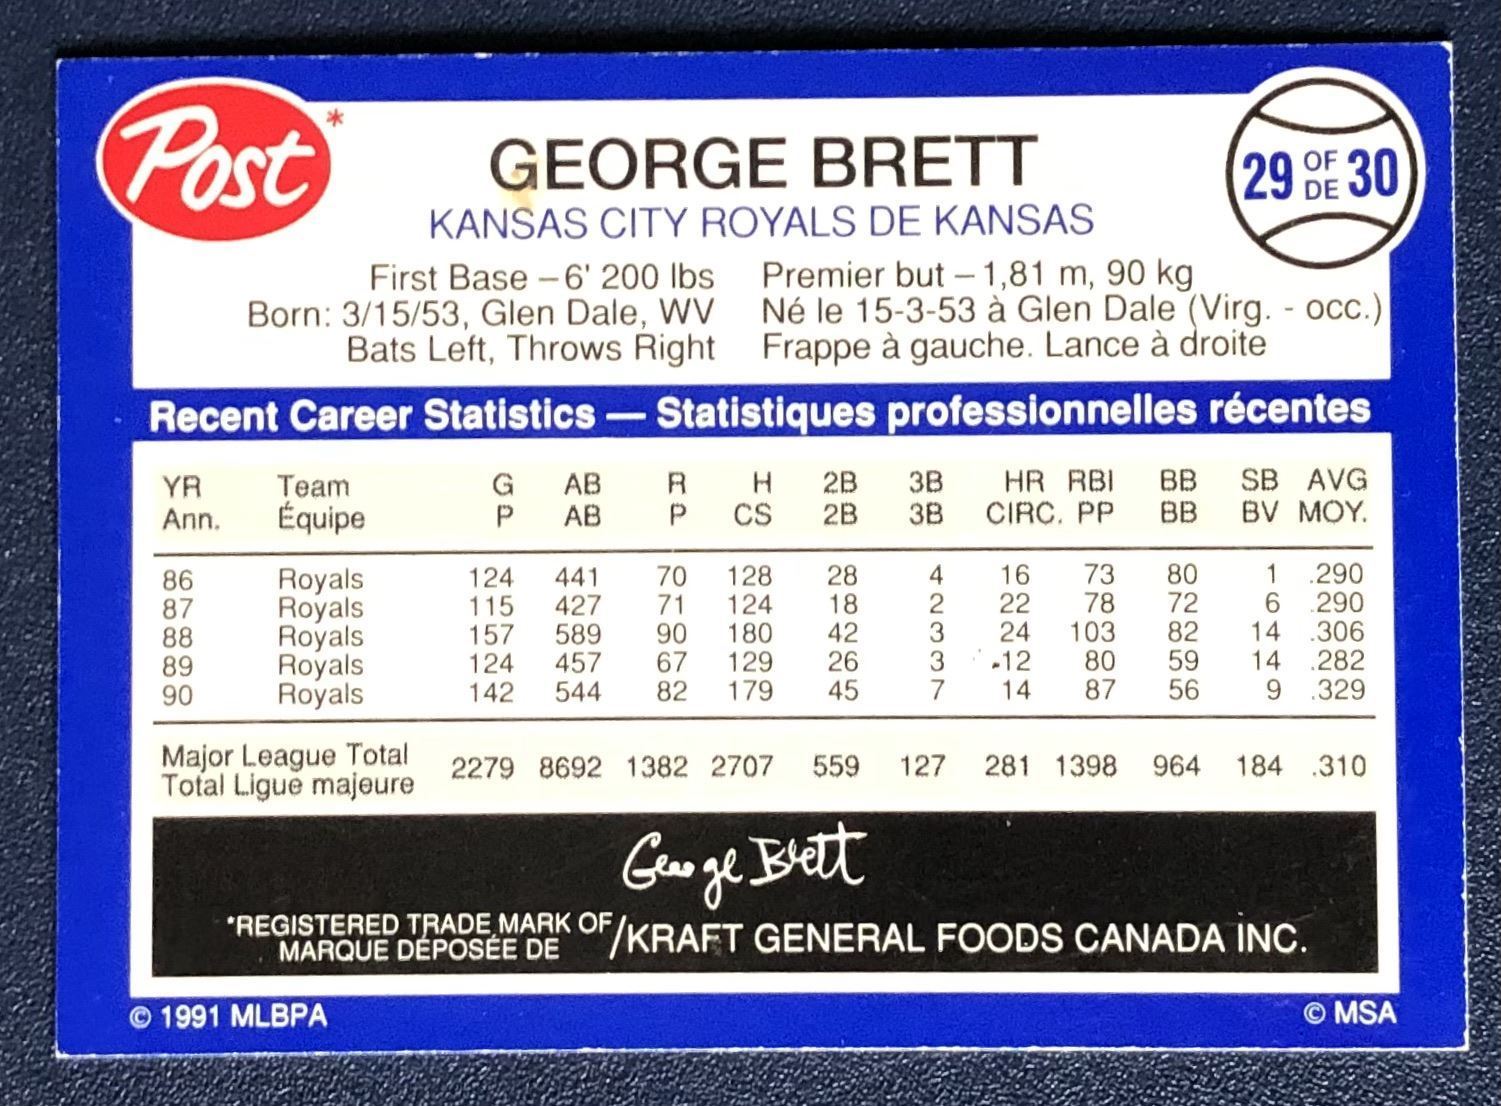 Post*
GEORGE BRETT
29 OF DE 30
KANSAS CITY ROYALS DE KANSAS
First Base – 6' 200 lbs
Born: 3/15/53, Glen Dale, WV
Bats Left, Throws Right
Premier but – 1,81 m, 90 kg
Né le 15-3-53 à Glen Dale (Virg. - occ.)
Frappe à gauche. Lance à droite
Recent Career Statistics — Statistiques professionnelles récentes
YR Team G AB R H 2B 3B HR RBI BB SB AVG
Ann. Équipe P AB P CS 2B 3B CIRC. PP BB BV MOY.
86 Royals 124 441 70 128 28 4 16 73 80 1 .290
87 Royals 115 427 71 124 18 2 22 78 72 6 .290
88 Royals 157 589 90 180 42 3 24 103 82 14 .306
89 Royals 124 457 67 129 26 3 12 80 59 14 .282
90 Royals 142 544 82 179 45 7 14 87 56 9 .329
Major League Total
Total Ligue majeure
2279 8692 1382 2707 559 127 281 1398 964 184 .310
George Brett
*REGISTERED TRADE MARK OF
MARQUE DÉPOSÉE DE
/KRAFT GENERAL FOODS CANADA INC.
© 1991 MLBPA
© MSA